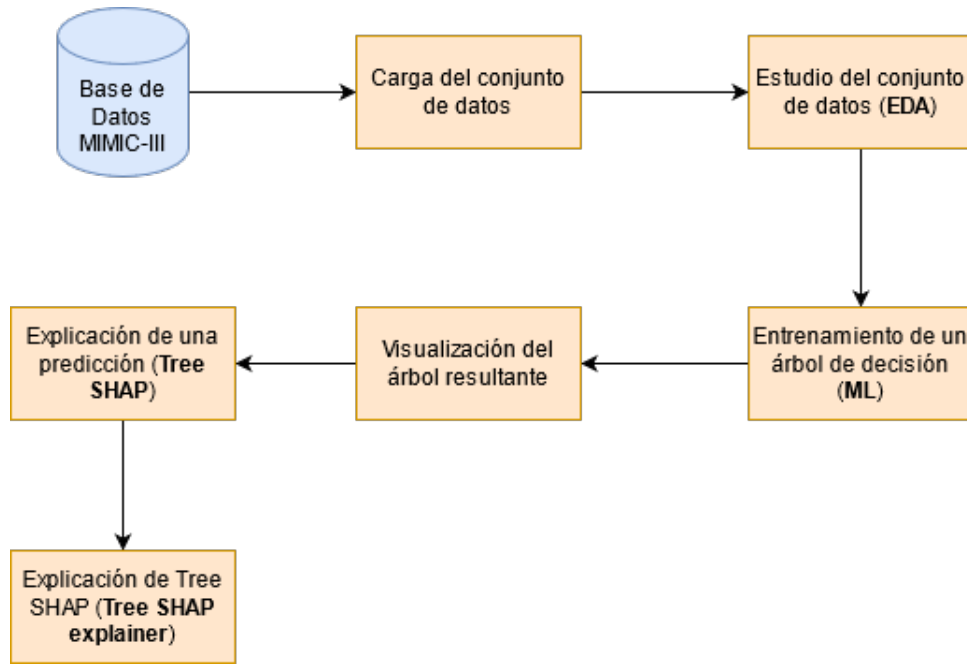 Base de
Datos
MIMIC-III
Carga del conjunto
de datos
Estudio del conjunto
de datos (EDA)
Entrenamiento de un
árbol de decisión
(ML)
Visualización del
árbol resultante
Explicación de una
predicción (Tree
SHAP)
Explicación de Tree
SHAP (Tree SHAP
explainer)